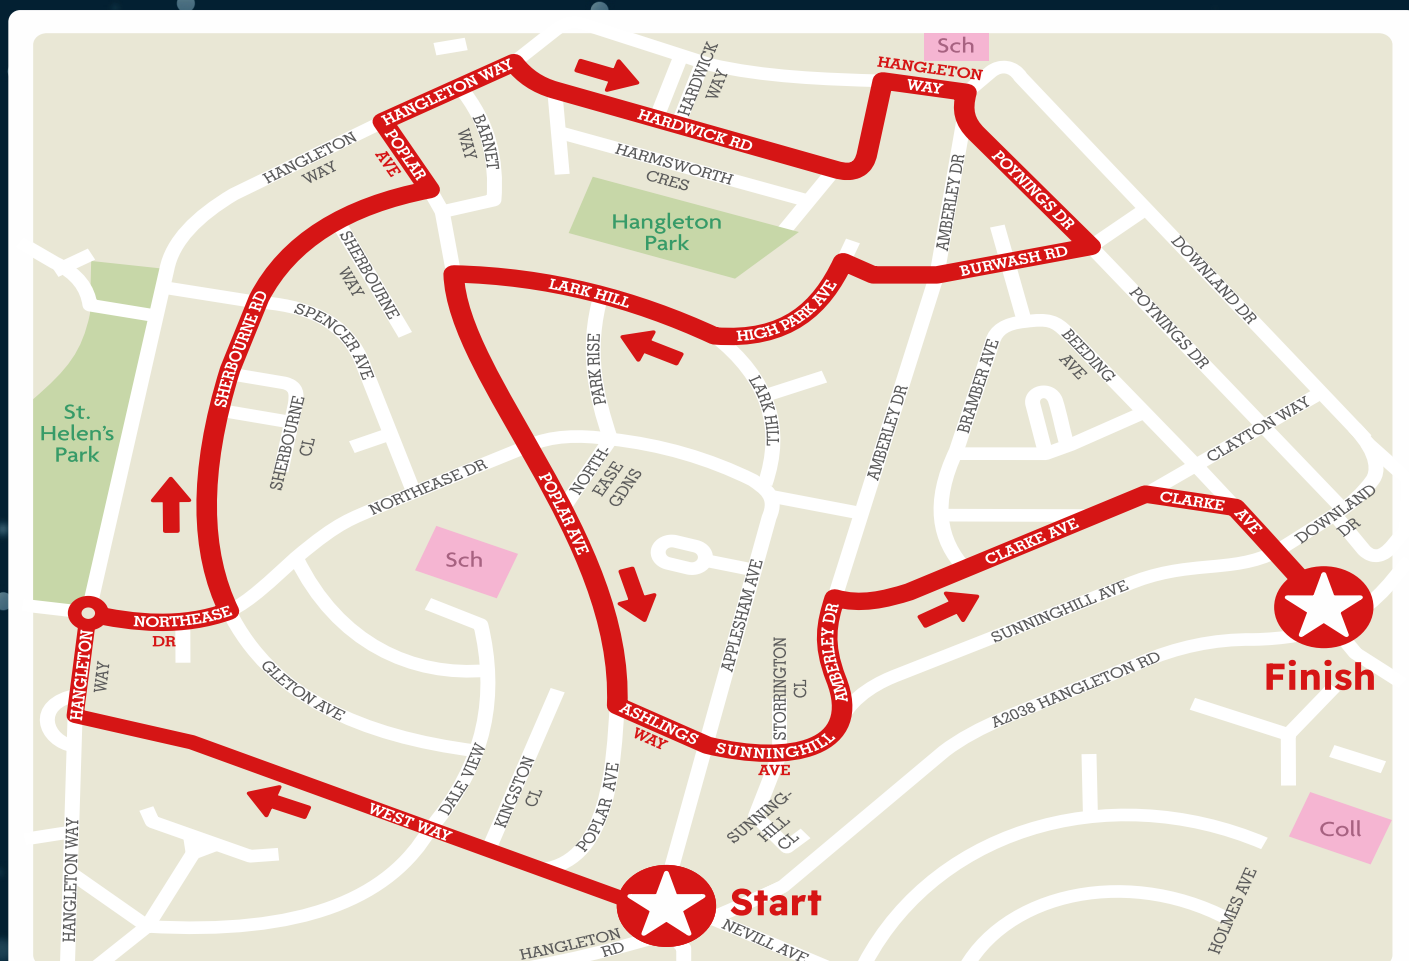 Sch
HANGLETON
WAY
HARDWICK
WAY
HANGLETON WAY
HARDWICK RD
POPLAR
AVE
BARNET
WAY
HANGLETON
WAY
HARMSWORTH
CRES
Hangleton
Park
AMBERLEY DR
POYNINGS DR
BURWASH RD
DOWNLAND DR
POYNINGS DR
SHERBOURNE
WAY
SHERBOURNE RD
SPENCER AVE
LARK HILL
HIGH PARK AVE
PARK RISE
LARK HILL
BEEDING
AVE
BRAMBER AVE
AMBERLEY DR
CLAYTON WAY
St.
Helen's
Park
SHERBOURNE
CL
NORTHEASE DR
NORTH-
EASE
GDNS
POPLAR AVE
Sch
CLARKE
AVE
CLARKE AVE
DOWNLAND
DR
APPLESHAM AVE
SUNNINGHILL AVE
AMBERLEY DR
NORTHEASE
DR
HANGLETON
WAY
GLETON AVE
STORRINGTON
CL
A2038 HANGLETON RD
Finish
ASHLINGS
WAY
SUNNINGHILL
AVE
DALE VIEW
KINGSTON
CL
POPLAR AVE
WEST WAY
SUNNING-
HILL
CL
Coll
HANGLETON WAY
Start
HANGLETON
RD
NEVILL AVE
HOLMES AVE